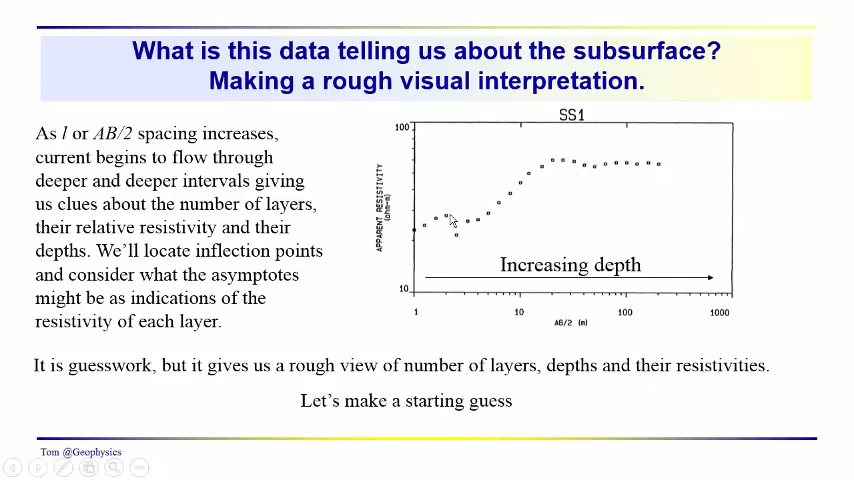 What is this data telling us about the subsurface?
Making a rough visual interpretation.
As l or AB/2 spacing increases,
current begins to flow through
deeper and deeper intervals giving
us clues about the number of layers,
their relative resistivity and their
depths. We'll locate inflection points
and consider what the asymptotes
might be as indications of the
resistivity of each layer.
SS1
100
APPARENT RESISTIVITY
(ohm-m)
Increasing depth
10
1 10 100 1000
AB/2 (m)
It is guesswork, but it gives us a rough view of number of layers, depths and their resistivities.
Let's make a starting guess
Tom @Geophysics